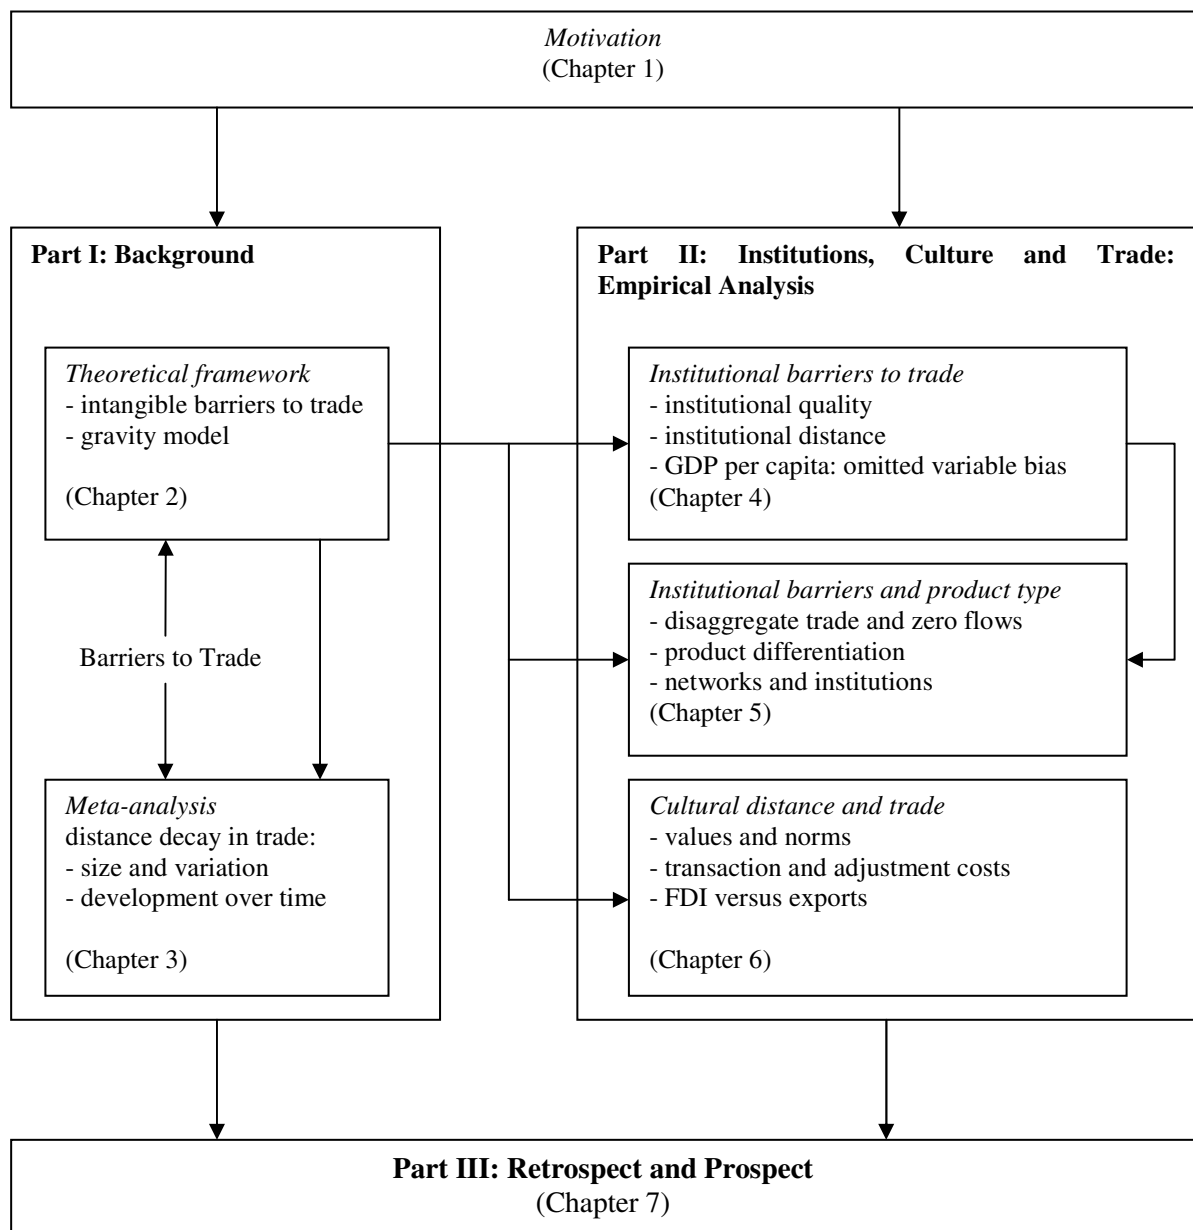 Motivation
(Chapter 1)
Part I: Background
Theoretical framework
- intangible barriers to trade
- gravity model
(Chapter 2)
Barriers to Trade
Meta-analysis
distance decay in trade:
- size and variation
- development over time
(Chapter 3)
Part II: Institutions, Culture and Trade:
Empirical Analysis
Institutional barriers to trade
- institutional quality
- institutional distance
- GDP per capita: omitted variable bias
(Chapter 4)
Institutional barriers and product type
- disaggregate trade and zero flows
- product differentiation
- networks and institutions
(Chapter 5)
Cultural distance and trade
- values and norms
- transaction and adjustment costs
- FDI versus exports
(Chapter 6)
Part III: Retrospect and Prospect
(Chapter 7)